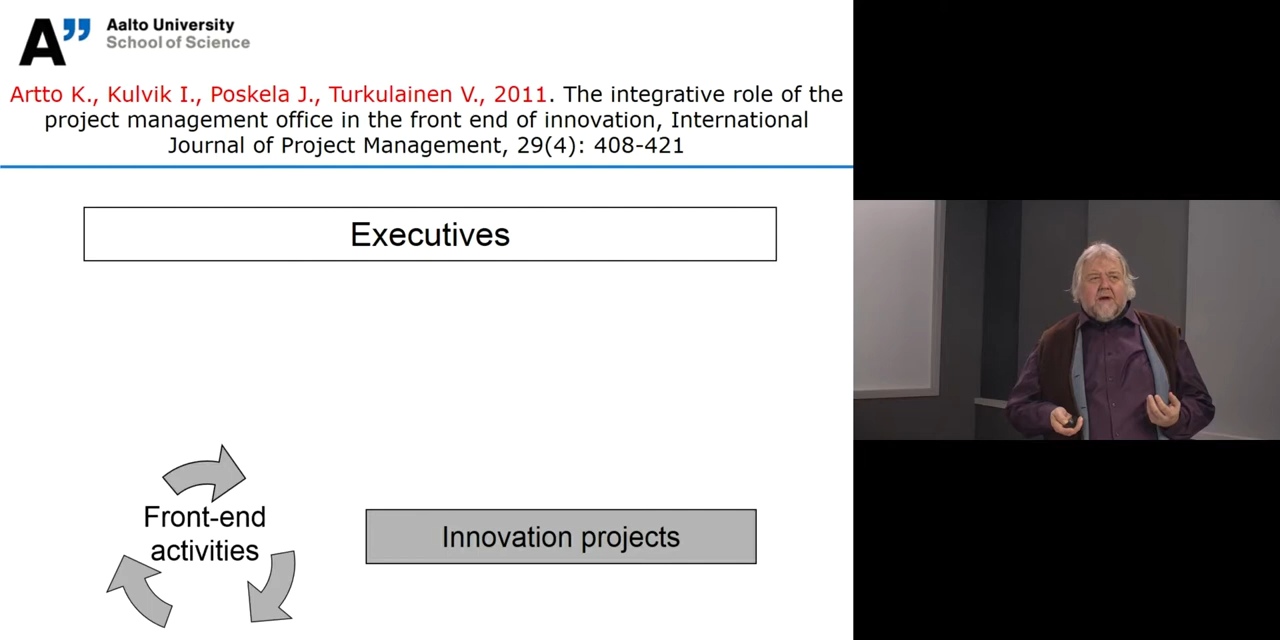 A”
Aalto University
School of Science
Artto K., Kulvik I., Poskela J., Turkulainen V., 2011. The integrative role of the
project management office in the front end of innovation, International
Journal of Project Management, 29(4): 408-421
Executives
Front-end
activities
Innovation projects